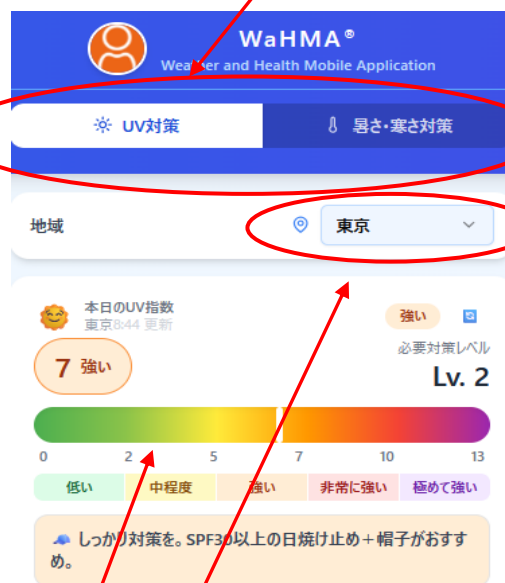 WaHMA®
Weather and Health Mobile Application
UV対策
暑さ・寒さ対策
地域
東京
本日のUV指数
東京8:44 更新
強い
必要対策レベル
7 強い
Lv. 2
0 2 5 7 10 13
低い 中程度 強い 非常に強い 極めて強い
しっかり対策を。SPF30以上の日焼け止め＋帽子がおすす
め。